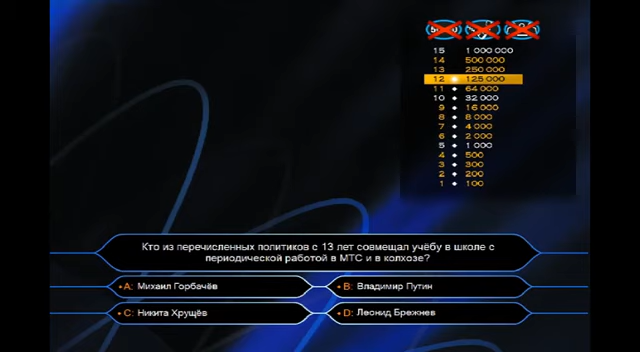 50:50
15 1 000 000
14 500 000
13 250 000
12 125 000
11 64 000
10 32 000
9 16 000
8 8 000
7 4 000
6 2 000
5 1 000
4 500
3 300
2 200
1 100
Кто из перечисленных политиков с 13 лет совмещал учёбу в школе с
периодической работой в МТС и в колхозе?
A: Михаил Горбачёв
B: Владимир Путин
C: Никита Хрущёв
D: Леонид Брежнев